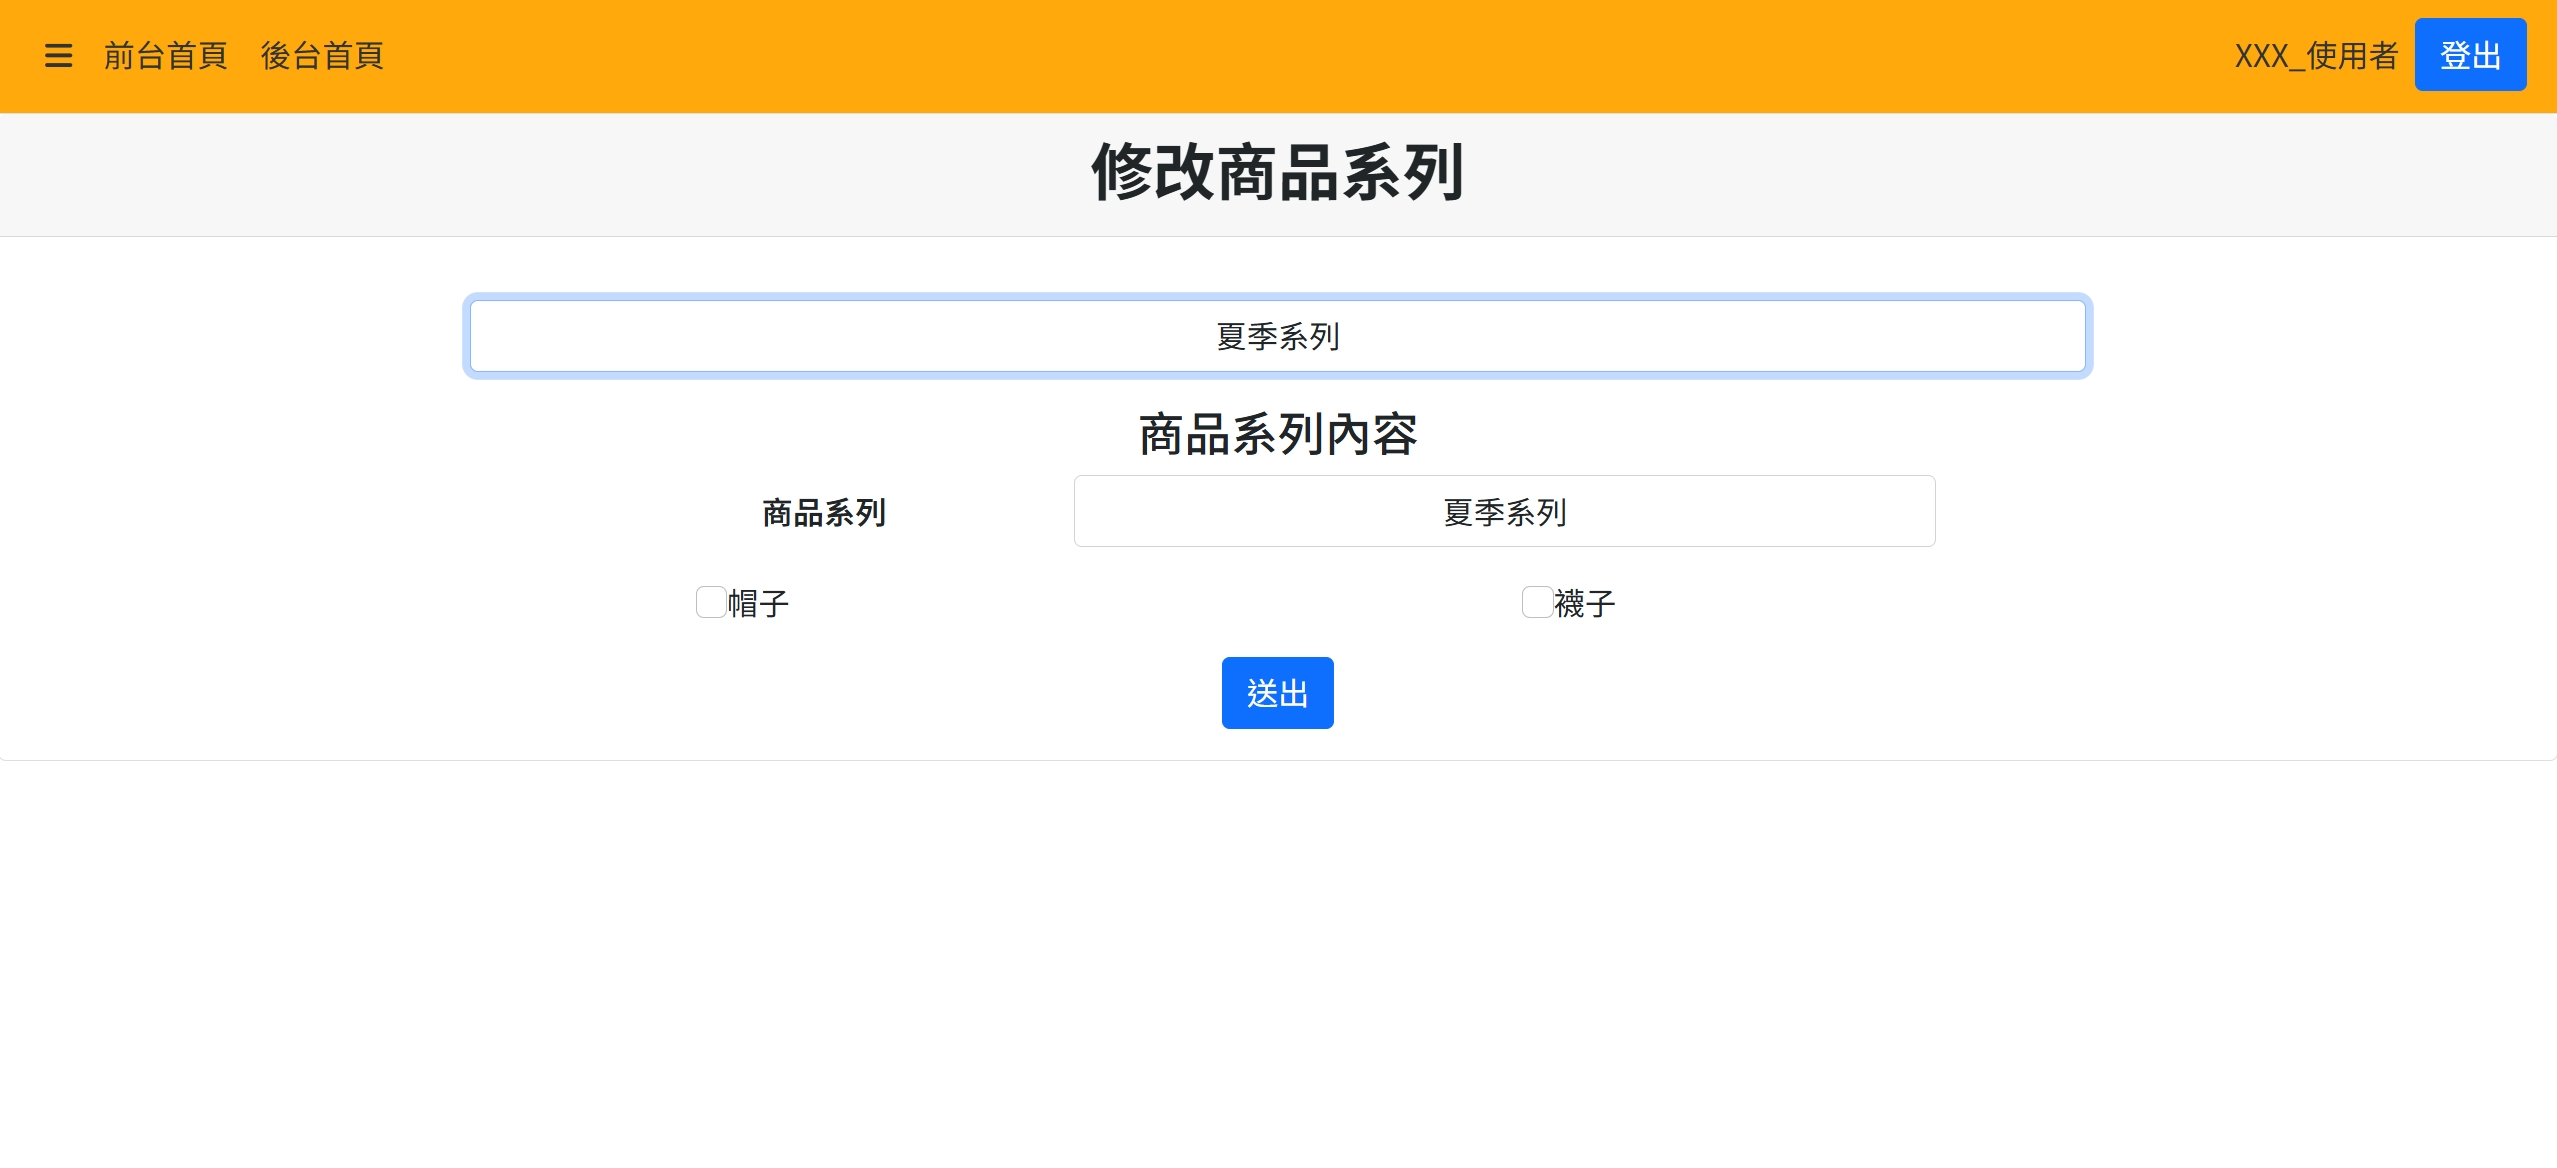 前台首頁 後台首頁 XXX_使用者 登出
修改商品系列
夏季系列
商品系列內容
商品系列 夏季系列
帽子 襪子
送出